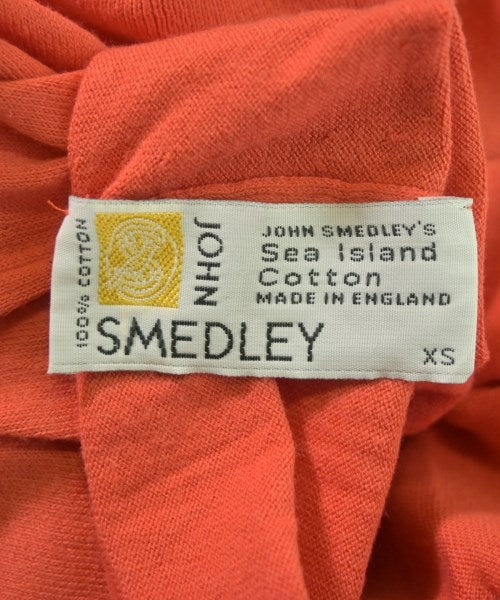 100% COTTON
JOHN
SMEDLEY
JOHN SMEDLEY'S
Sea Island
Cotton
MADE IN ENGLAND
XS